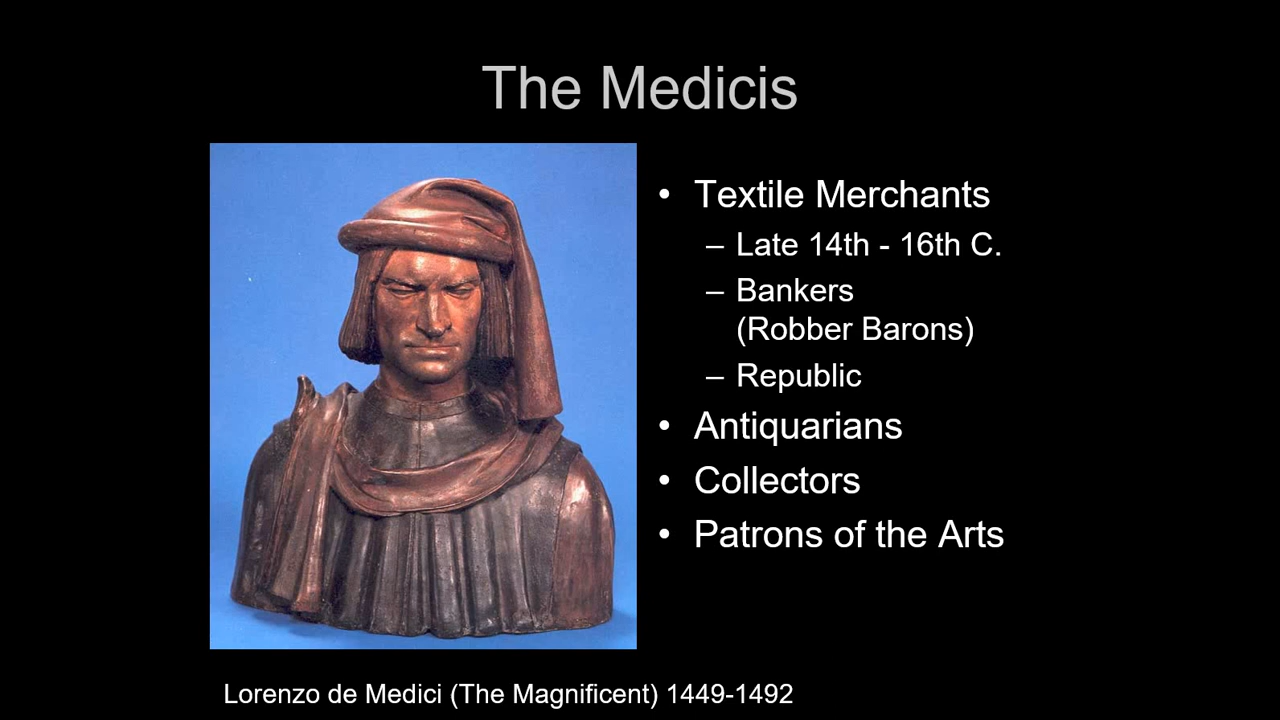 The Medicis
• Textile Merchants
– Late 14th - 16th C.
– Bankers
(Robber Barons)
– Republic
• Antiquarians
• Collectors
• Patrons of the Arts
Lorenzo de Medici (The Magnificent) 1449-1492